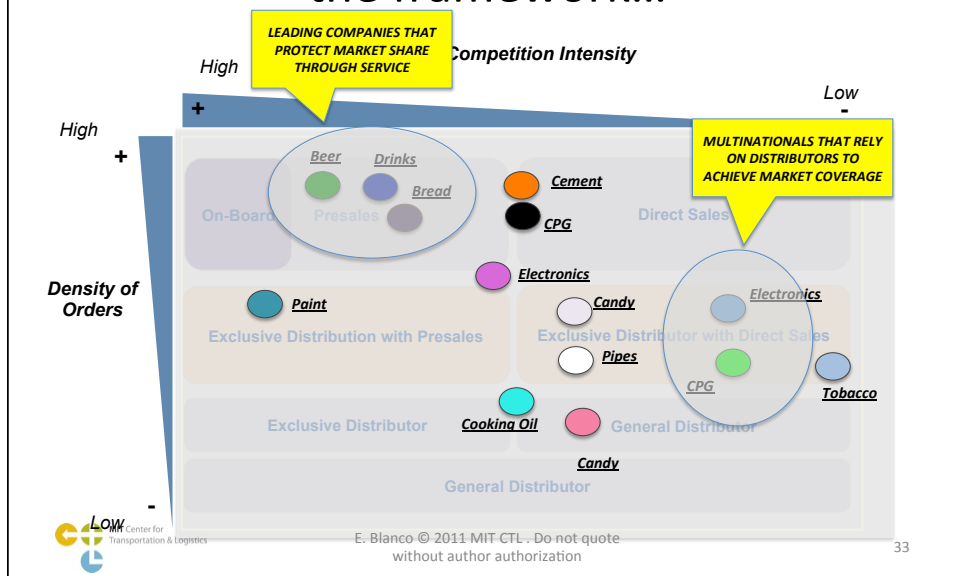 the framework...
LEADING COMPANIES THAT
PROTECT MARKET SHARE
THROUGH SERVICE
Competition Intensity
High
Low
+
-
High
+
MULTINATIONALS THAT RELY
ON DISTRIBUTORS TO
ACHIEVE MARKET COVERAGE
Beer
Drinks
Bread
Cement
On-Board
Presales
CPG
Direct Sales
Density of
Orders
Electronics
Paint
Candy
Electronics
Exclusive Distribution with Presales
Exclusive Distributor with Direct Sales
Pipes
CPG
Tobacco
Exclusive Distributor
Cooking Oil
General Distributor
Candy
General Distributor
-
Low
MIT Center for
Transportation & Logistics
E. Blanco © 2011 MIT CTL . Do not quote
without author authorization
33